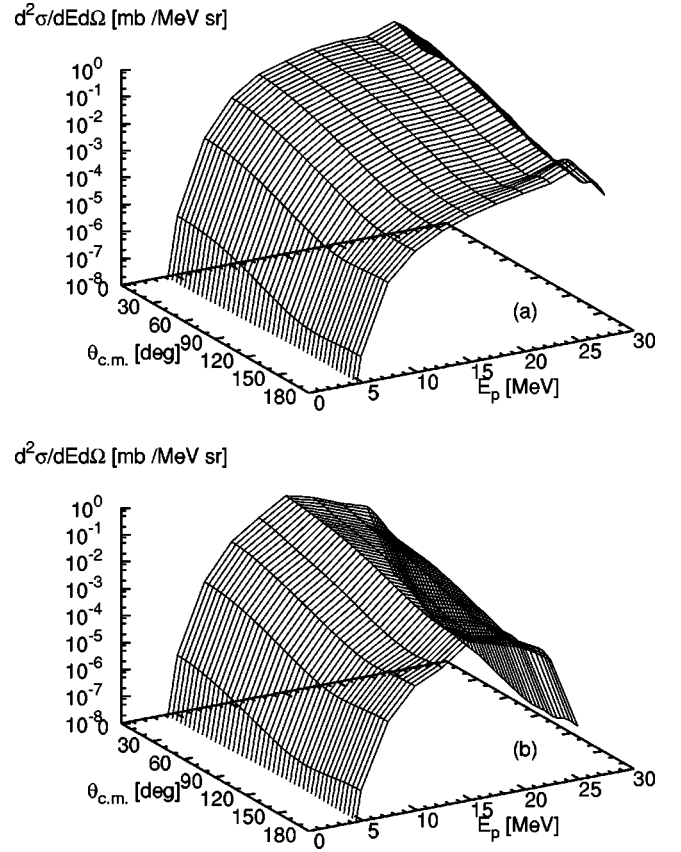 d²σ/dEdΩ [mb /MeV sr]
10⁰
10⁻¹
10⁻²
10⁻³
10⁻⁴
10⁻⁵
10⁻⁶
10⁻⁷
10⁻⁸
0 30 60 90 120 150 180
θc.m. [deg]
0 5 10 15 20 25 30
Ep [MeV]
(a)
d²σ/dEdΩ [mb /MeV sr]
10⁰
10⁻¹
10⁻²
10⁻³
10⁻⁴
10⁻⁵
10⁻⁶
10⁻⁷
10⁻⁸
0 30 60 90 120 150 180
θc.m. [deg]
0 5 10 15 20 25 30
Ep [MeV]
(b)